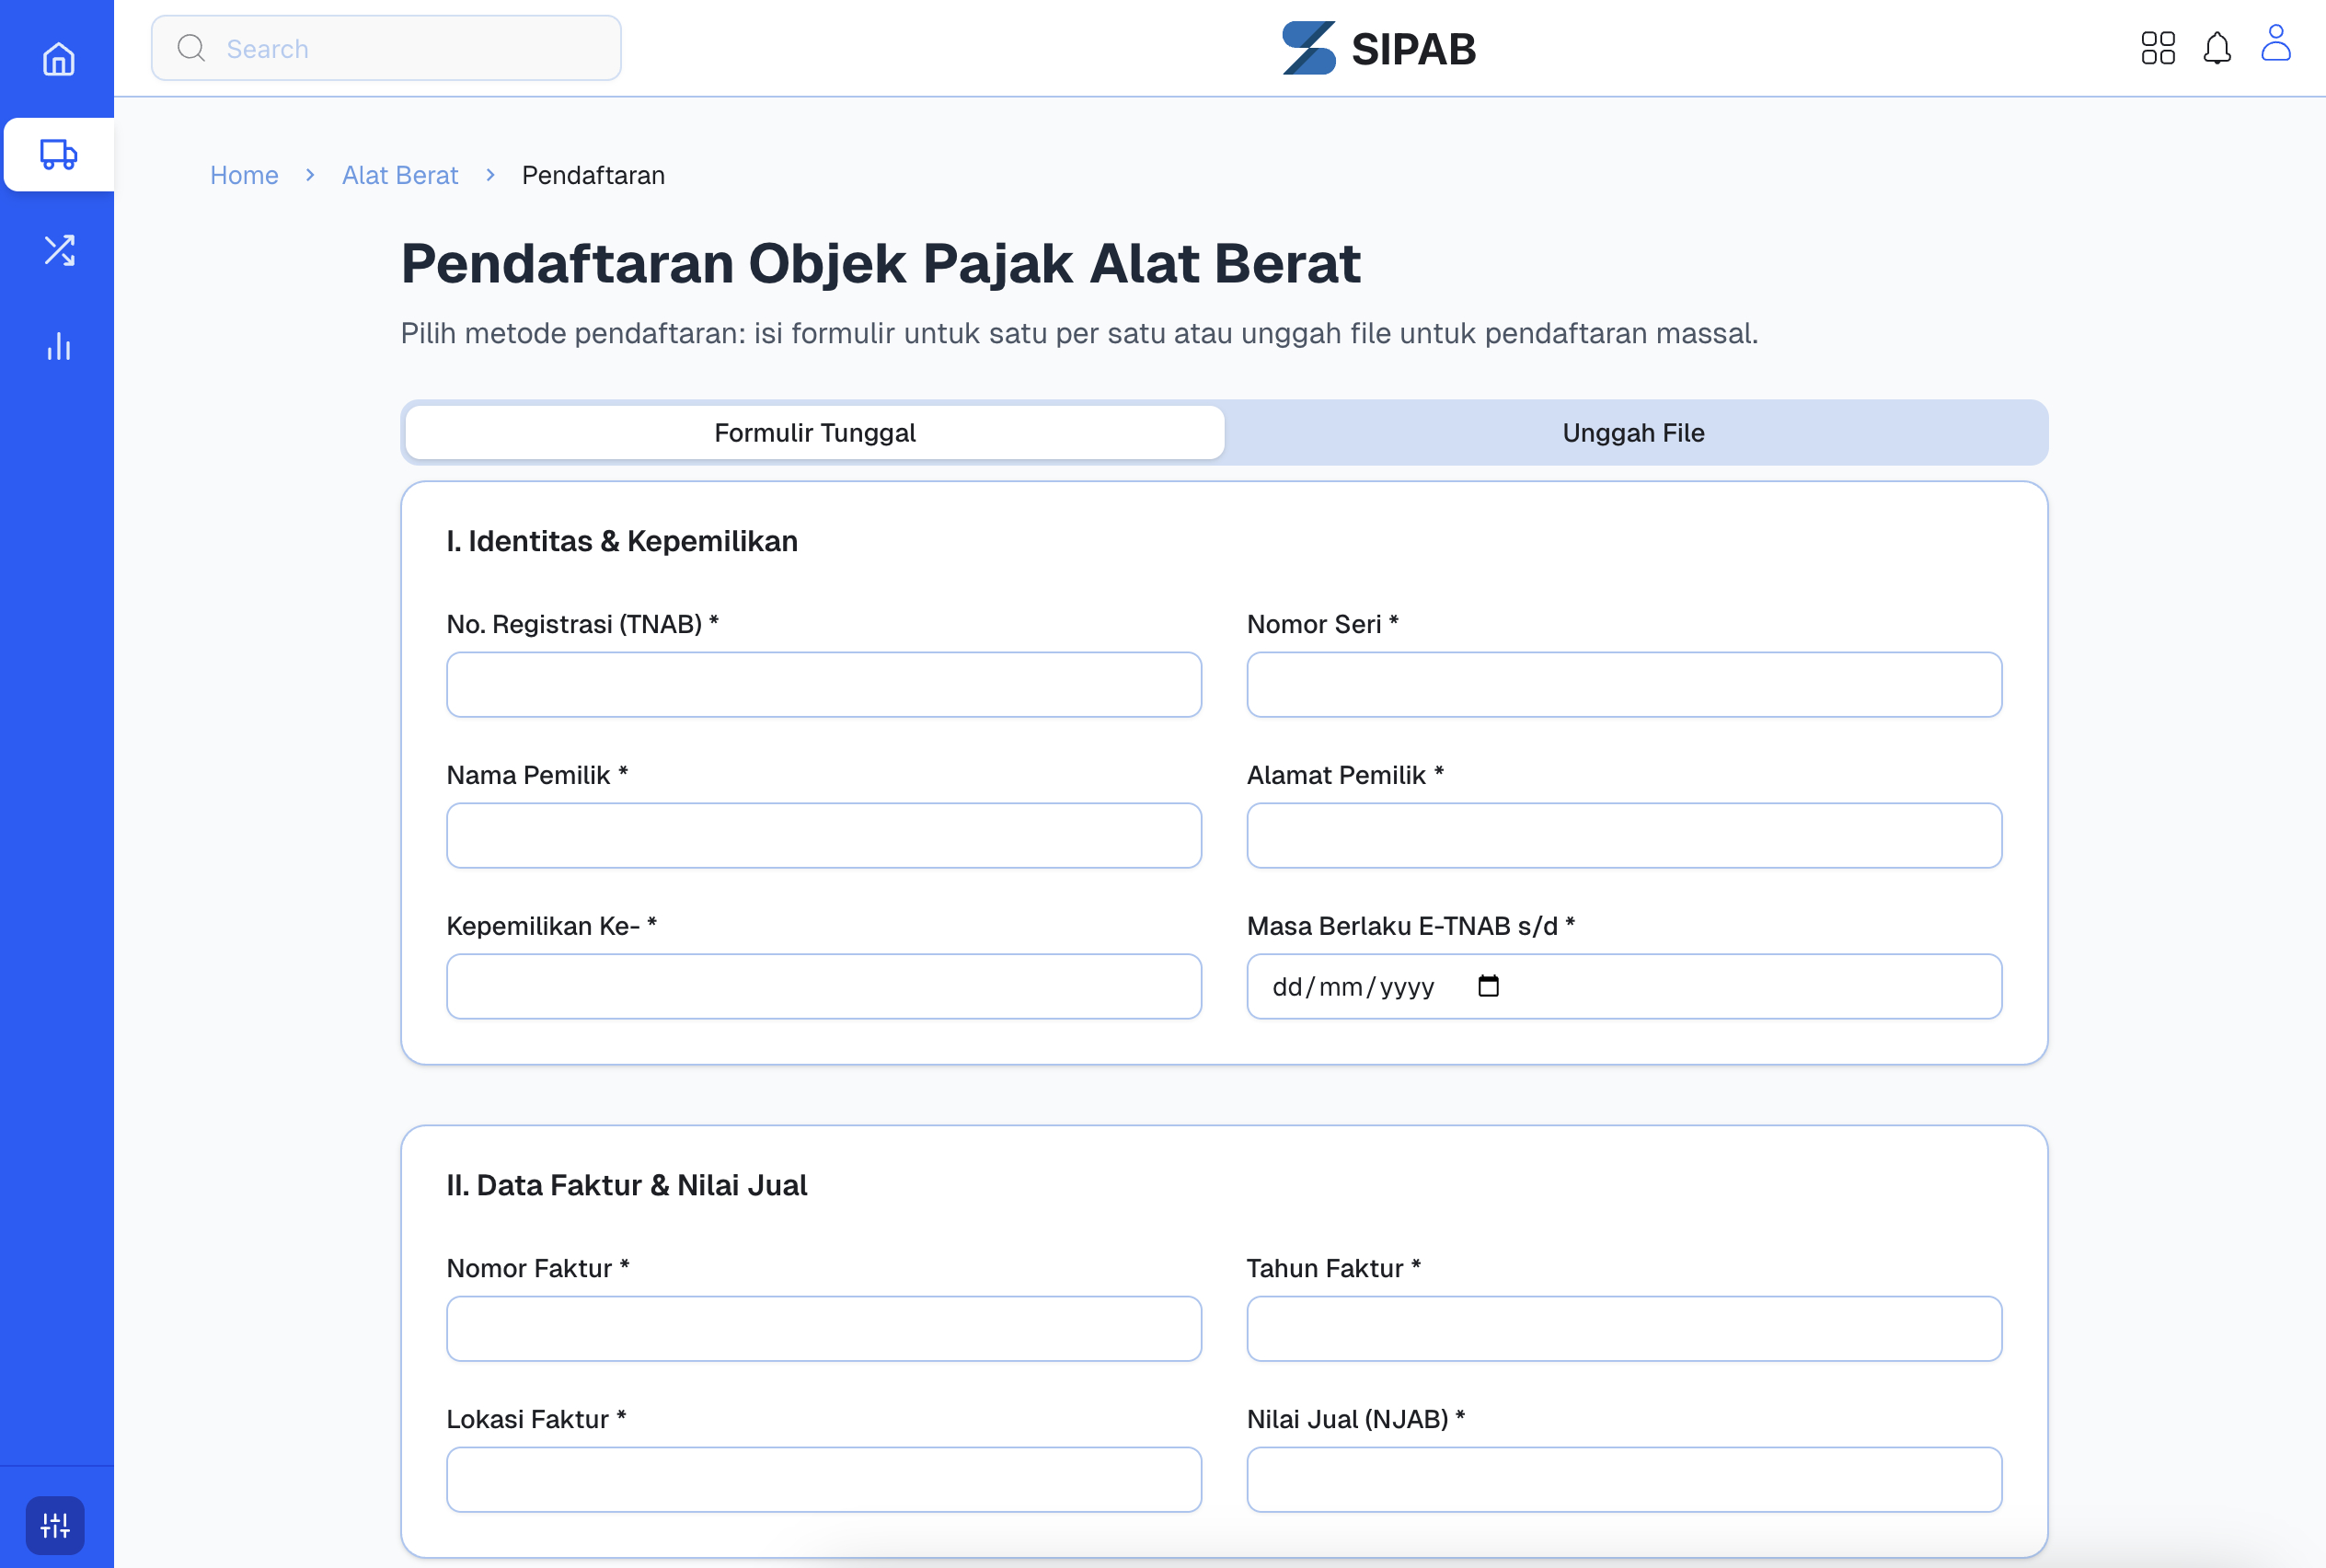 Search
SIPAB
Home > Alat Berat > Pendaftaran
Pendaftaran Objek Pajak Alat Berat
Pilih metode pendaftaran: isi formulir untuk satu per satu atau unggah file untuk pendaftaran massal.
Formulir Tunggal
Unggah File
I. Identitas & Kepemilikan
No. Registrasi (TNAB) *
Nomor Seri *
Nama Pemilik *
Alamat Pemilik *
Kepemilikan Ke- *
Masa Berlaku E-TNAB s/d *
dd/mm/yyyy
II. Data Faktur & Nilai Jual
Nomor Faktur *
Tahun Faktur *
Lokasi Faktur *
Nilai Jual (NJAB) *